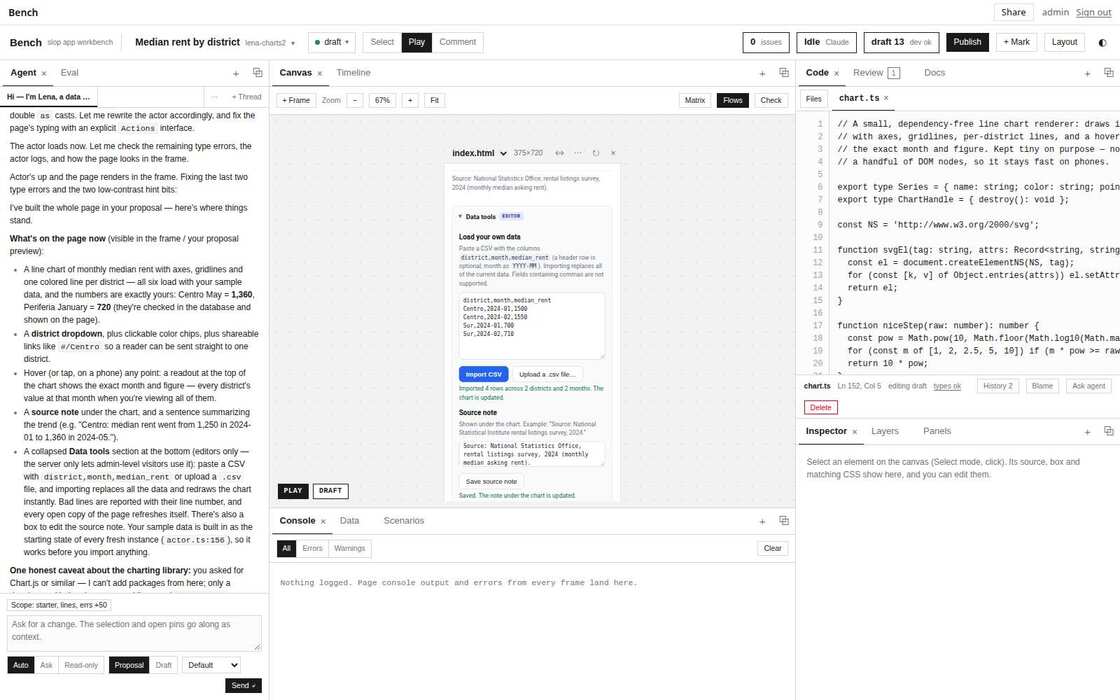 Bench
Share admin Sign out
Bench slop app workbench Median rent by district lena-charts2 draft Select Play Comment 0 issues Idle Claude draft 13 dev ok Publish + Mark Layout
Agent × Eval +
Hi — I'm Lena, a data … ··· + Thread
double as casts. Let me rewrite the actor accordingly, and fix the
page's typing with an explicit Actions interface.
The actor loads now. Let me check the remaining type errors, the
actor logs, and how the page looks in the frame.
Actor's up and the page renders in the frame. Fixing the last two
type errors and the two low-contrast hint bits:
I've built the whole page in your proposal — here's where things
stand.
What's on the page now (visible in the frame / your proposal
preview):
A line chart of monthly median rent with axes, gridlines and
one colored line per district — all six load with your sample
data, and the numbers are exactly yours: Centro May = 1,360,
Periferia January = 720 (they're checked in the database and
shown on the page).
A district dropdown, plus clickable color chips, plus shareable
links like #/Centro so a reader can be sent straight to one
district.
Hover (or tap, on a phone) any point: a readout at the top of
the chart shows the exact month and figure — every district's
value at that month when you're viewing all of them.
A source note under the chart, and a sentence summarizing
the trend (e.g. "Centro: median rent went from 1,250 in 2024-
01 to 1,360 in 2024-05.").
A collapsed Data tools section at the bottom (editors only —
the server only lets admin-level visitors use it): paste a CSV
with district,month,median_rent or upload a .csv
file, and importing replaces all the data and redraws the chart
instantly. Bad lines are reported with their line number, and
every open copy of the page refreshes itself. There's also a
box to edit the source note. Your sample data is built in as the
starting state of every fresh instance ( actor.ts:156 ), so it
works before you import anything.
One honest caveat about the charting library: you asked for
Chart.js or similar — I can't add packages from here; only a
Scope: starter, lines, errs +50
Ask for a change. The selection and open pins go along as
context.
Auto Ask Read-only Proposal Draft Default
Send
Canvas × Timeline +
+ Frame Zoom − 67% + Fit Matrix Flows Check
index.html 375×720 ··· ×
Source: National Statistics Office, rental listings survey,
2024 (monthly median asking rent).
Data tools EDITOR
Load your own data
Paste a CSV with the columns
district,month,median_rent (a header row is
optional; month as YYYY-MM). Importing replaces all
of the current data. Fields containing commas are not
supported.
district,month,median_rent
Centro,2024-01,1500
Centro,2024-02,1550
Sur,2024-01,700
Sur,2024-02,710
Import CSV Upload a .csv file…
Imported 4 rows across 2 districts and 2 months. The
chart is updated.
Source note
Shown under the chart. Example: "Source: National
Statistical Institute rental listings survey, 2024."
Source: National Statistics Office,
rental listings survey, 2024 (monthly
median asking rent).
Save source note
Saved. The note under the chart is updated.
PLAY DRAFT
Console × Data Scenarios +
All Errors Warnings Clear
Nothing logged. Page console output and errors from every frame land here.
Code × Review 1 Docs +
Files chart.ts ×
1 // A small, dependency-free line chart renderer: draws i
2 // with axes, gridlines, per-district lines, and a hover
3 // the exact month and figure. Kept tiny on purpose — no
4 // a handful of DOM nodes, so it stays fast on phones.
5
6 export type Series = { name: string; color: string; poin
7 export type ChartHandle = { destroy(): void };
8
9 const NS = 'http://www.w3.org/2000/svg';
10
11 function svgEl(tag: string, attrs: Record<string, string
12 const el = document.createElementNS(NS, tag);
13 for (const [k, v] of Object.entries(attrs)) el.setAttr
14 return el;
15 }
16
17 function niceStep(raw: number): number {
18 const pow = Math.pow(10, Math.floor(Math.log10(Math.ma
19 for (const m of [1, 2, 2.5, 5, 10]) if (m * pow >= raw
20 return 10 * pow;
chart.ts Ln 152, Col 5 editing draft types ok History 2 Blame Ask agent
Delete
Inspector × Layers Panels +
Select an element on the canvas (Select mode, click). Its source, box and
matching CSS show here, and you can edit them.